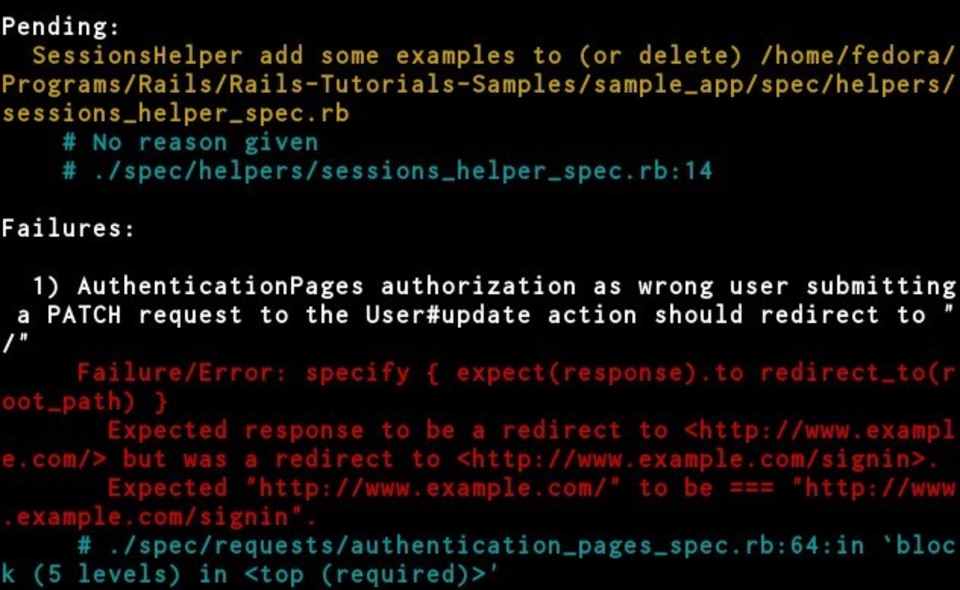 Pending:
  SessionsHelper add some examples to (or delete) /home/fedora/
Programs/Rails/Rails-Tutorials-Samples/sample_app/spec/helpers/
sessions_helper_spec.rb
    # No reason given
    # ./spec/helpers/sessions_helper_spec.rb:14

Failures:

  1) AuthenticationPages authorization as wrong user submitting
 a PATCH request to the User#update action should redirect to "
/"
     Failure/Error: specify { expect(response).to redirect_to(r
oot_path) }
       Expected response to be a redirect to <http://www.exampl
e.com/> but was a redirect to <http://www.example.com/signin>.
       Expected "http://www.example.com/" to be === "http://www
.example.com/signin".
     # ./spec/requests/authentication_pages_spec.rb:64:in `bloc
k (5 levels) in <top (required)>'